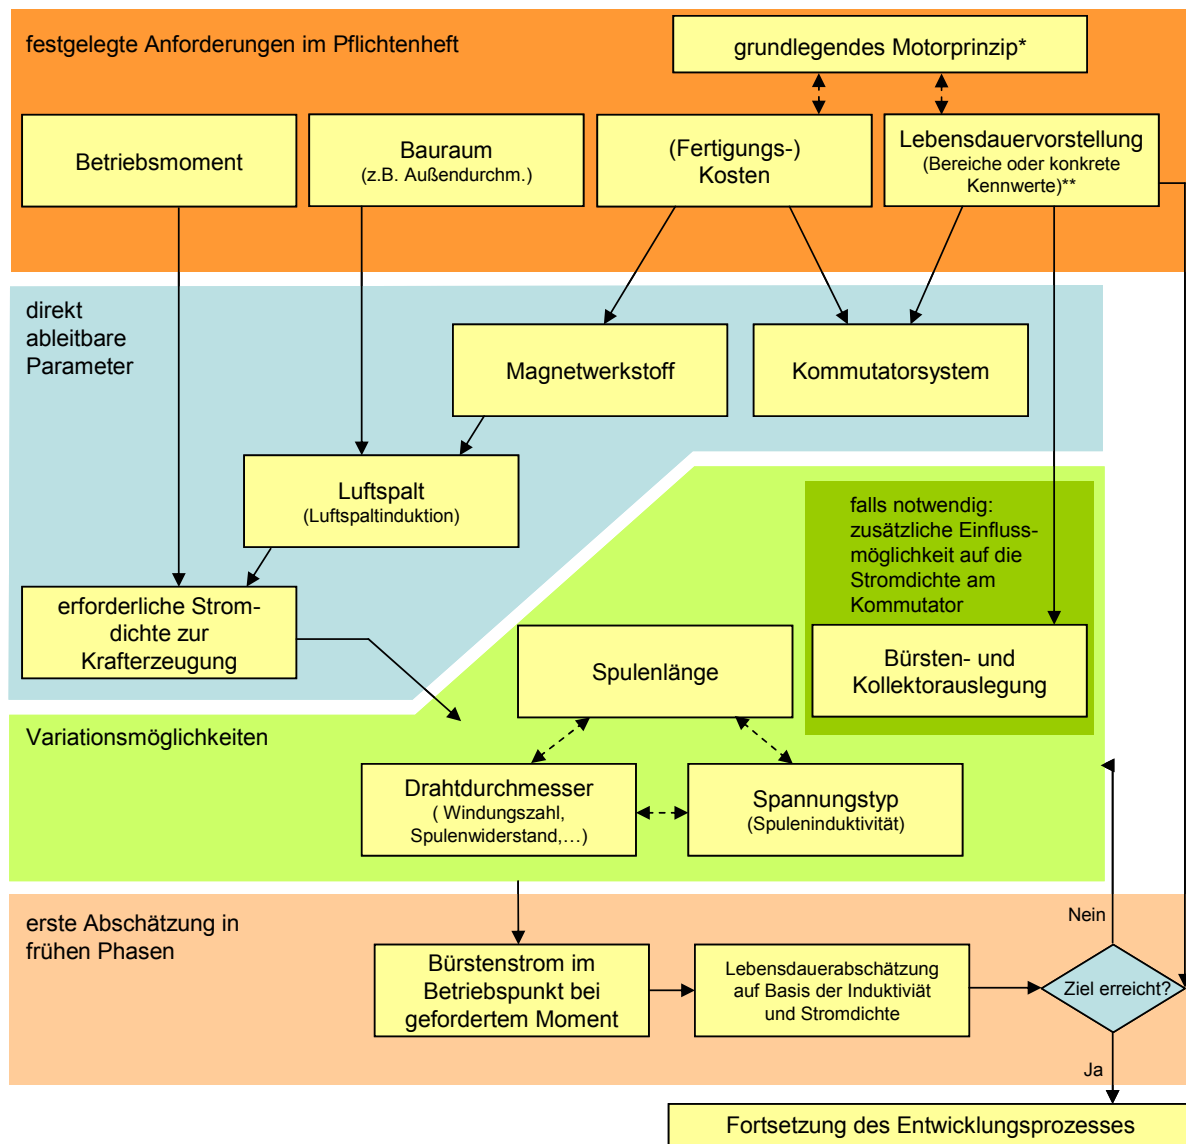 festgelegte Anforderungen im Pflichtenheft
grundlegendes Motorprinzip*
Betriebsmoment
Bauraum
(z.B. Außendurchm.)
(Fertigungs-)
Kosten
Lebensdauervorstellung
(Bereiche oder konkrete
Kennwerte)**
direkt
ableitbare
Parameter
Magnetwerkstoff
Kommutatorsystem
Luftspalt
(Luftspaltinduktion)
erforderliche Strom-
dichte zur
Krafterzeugung
falls notwendig:
zusätzliche Einfluss-
möglichkeit auf die
Stromdichte am
Kommutator
Bürsten- und
Kollektorauslegung
Spulenlänge
Variationsmöglichkeiten
Drahtdurchmesser
( Windungszahl,
Spulenwiderstand,…)
Spannungstyp
(Spuleninduktivität)
erste Abschätzung in
frühen Phasen
Bürstenstrom im
Betriebspunkt bei
gefordertem Moment
Lebensdauerabschätzung
auf Basis der Induktiviät
und Stromdichte
Nein
Ziel erreicht?
Ja
Fortsetzung des Entwicklungsprozesses